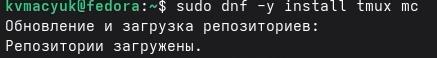 kvmacyuk@fedora:~$ sudo dnf -y install tmux mc
Обновление и загрузка репозиториев:
Репозитории загружены.